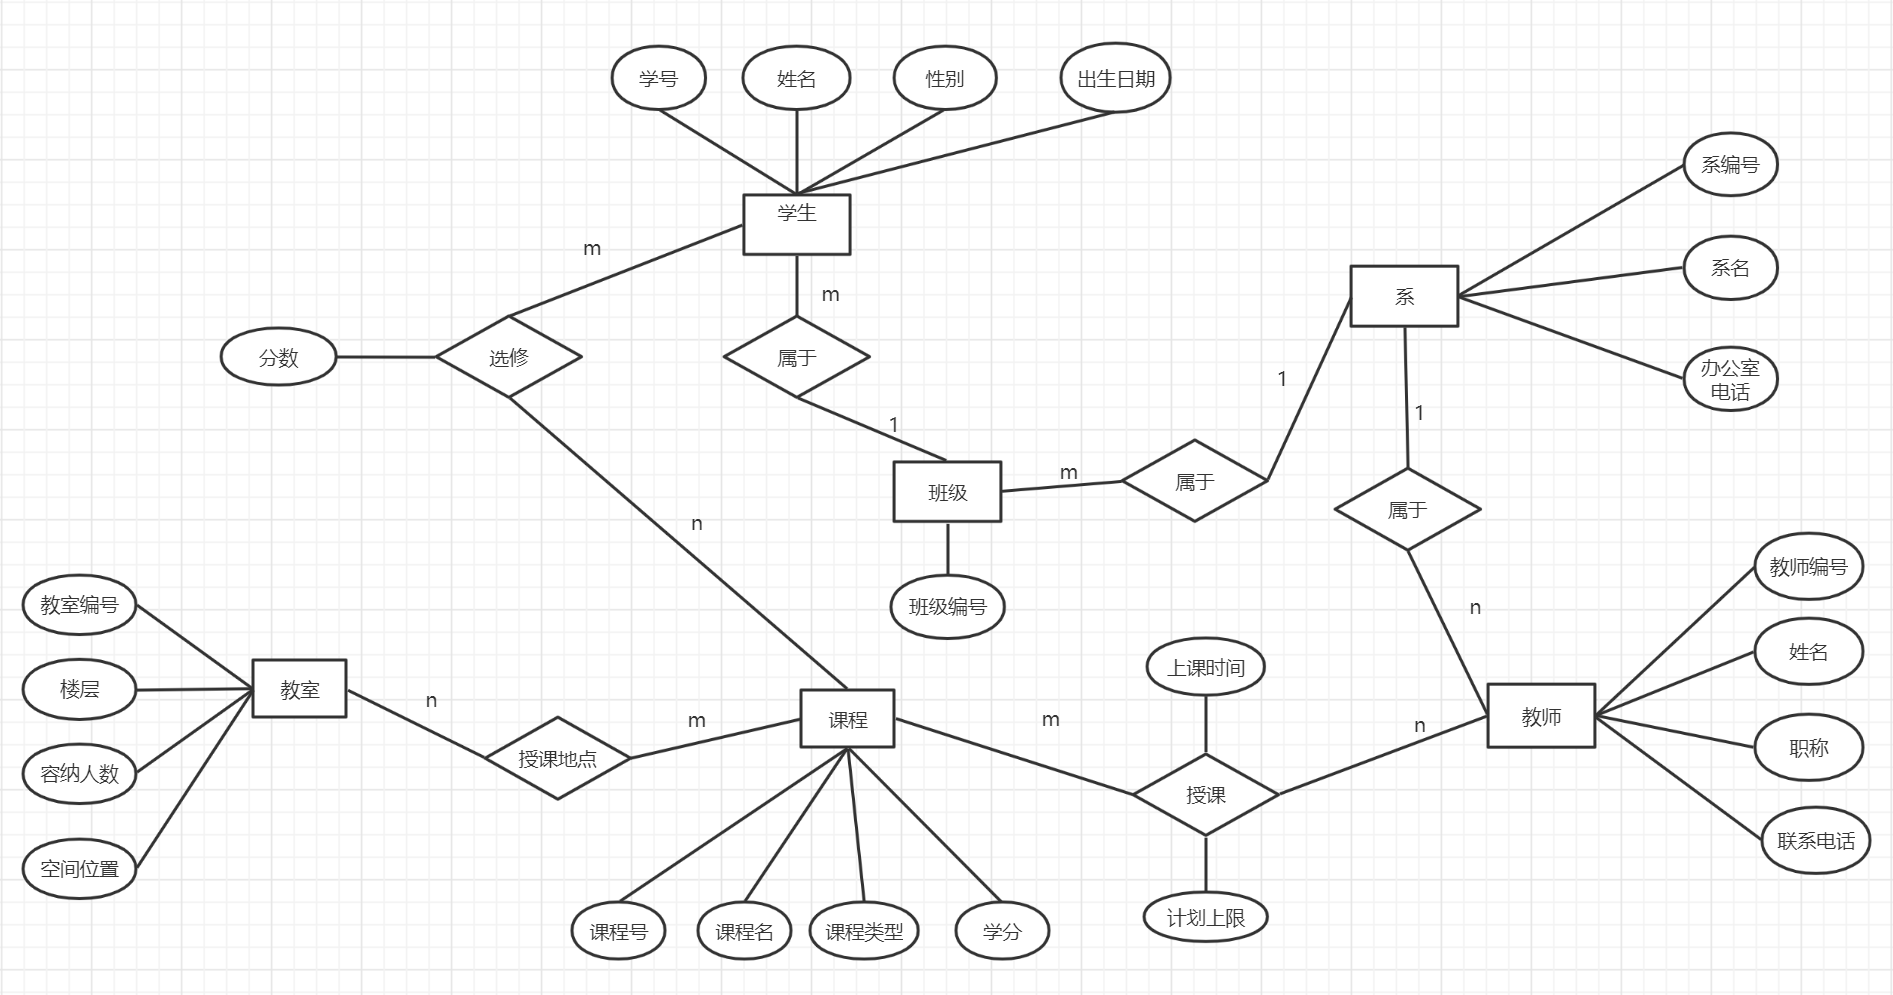 学号
姓名
性别
出生日期
系编号
学生
m
系名
m
系
1
分数
选修
属于
办公室
电话
1
1
m
属于
班级
属于
n
教师编号
教室编号
班级编号
n
姓名
上课时间
楼层
教室
n
m
课程
m
n
教师
职称
授课地点
容纳人数
授课
联系电话
空间位置
计划上限
课程号
课程名
课程类型
学分